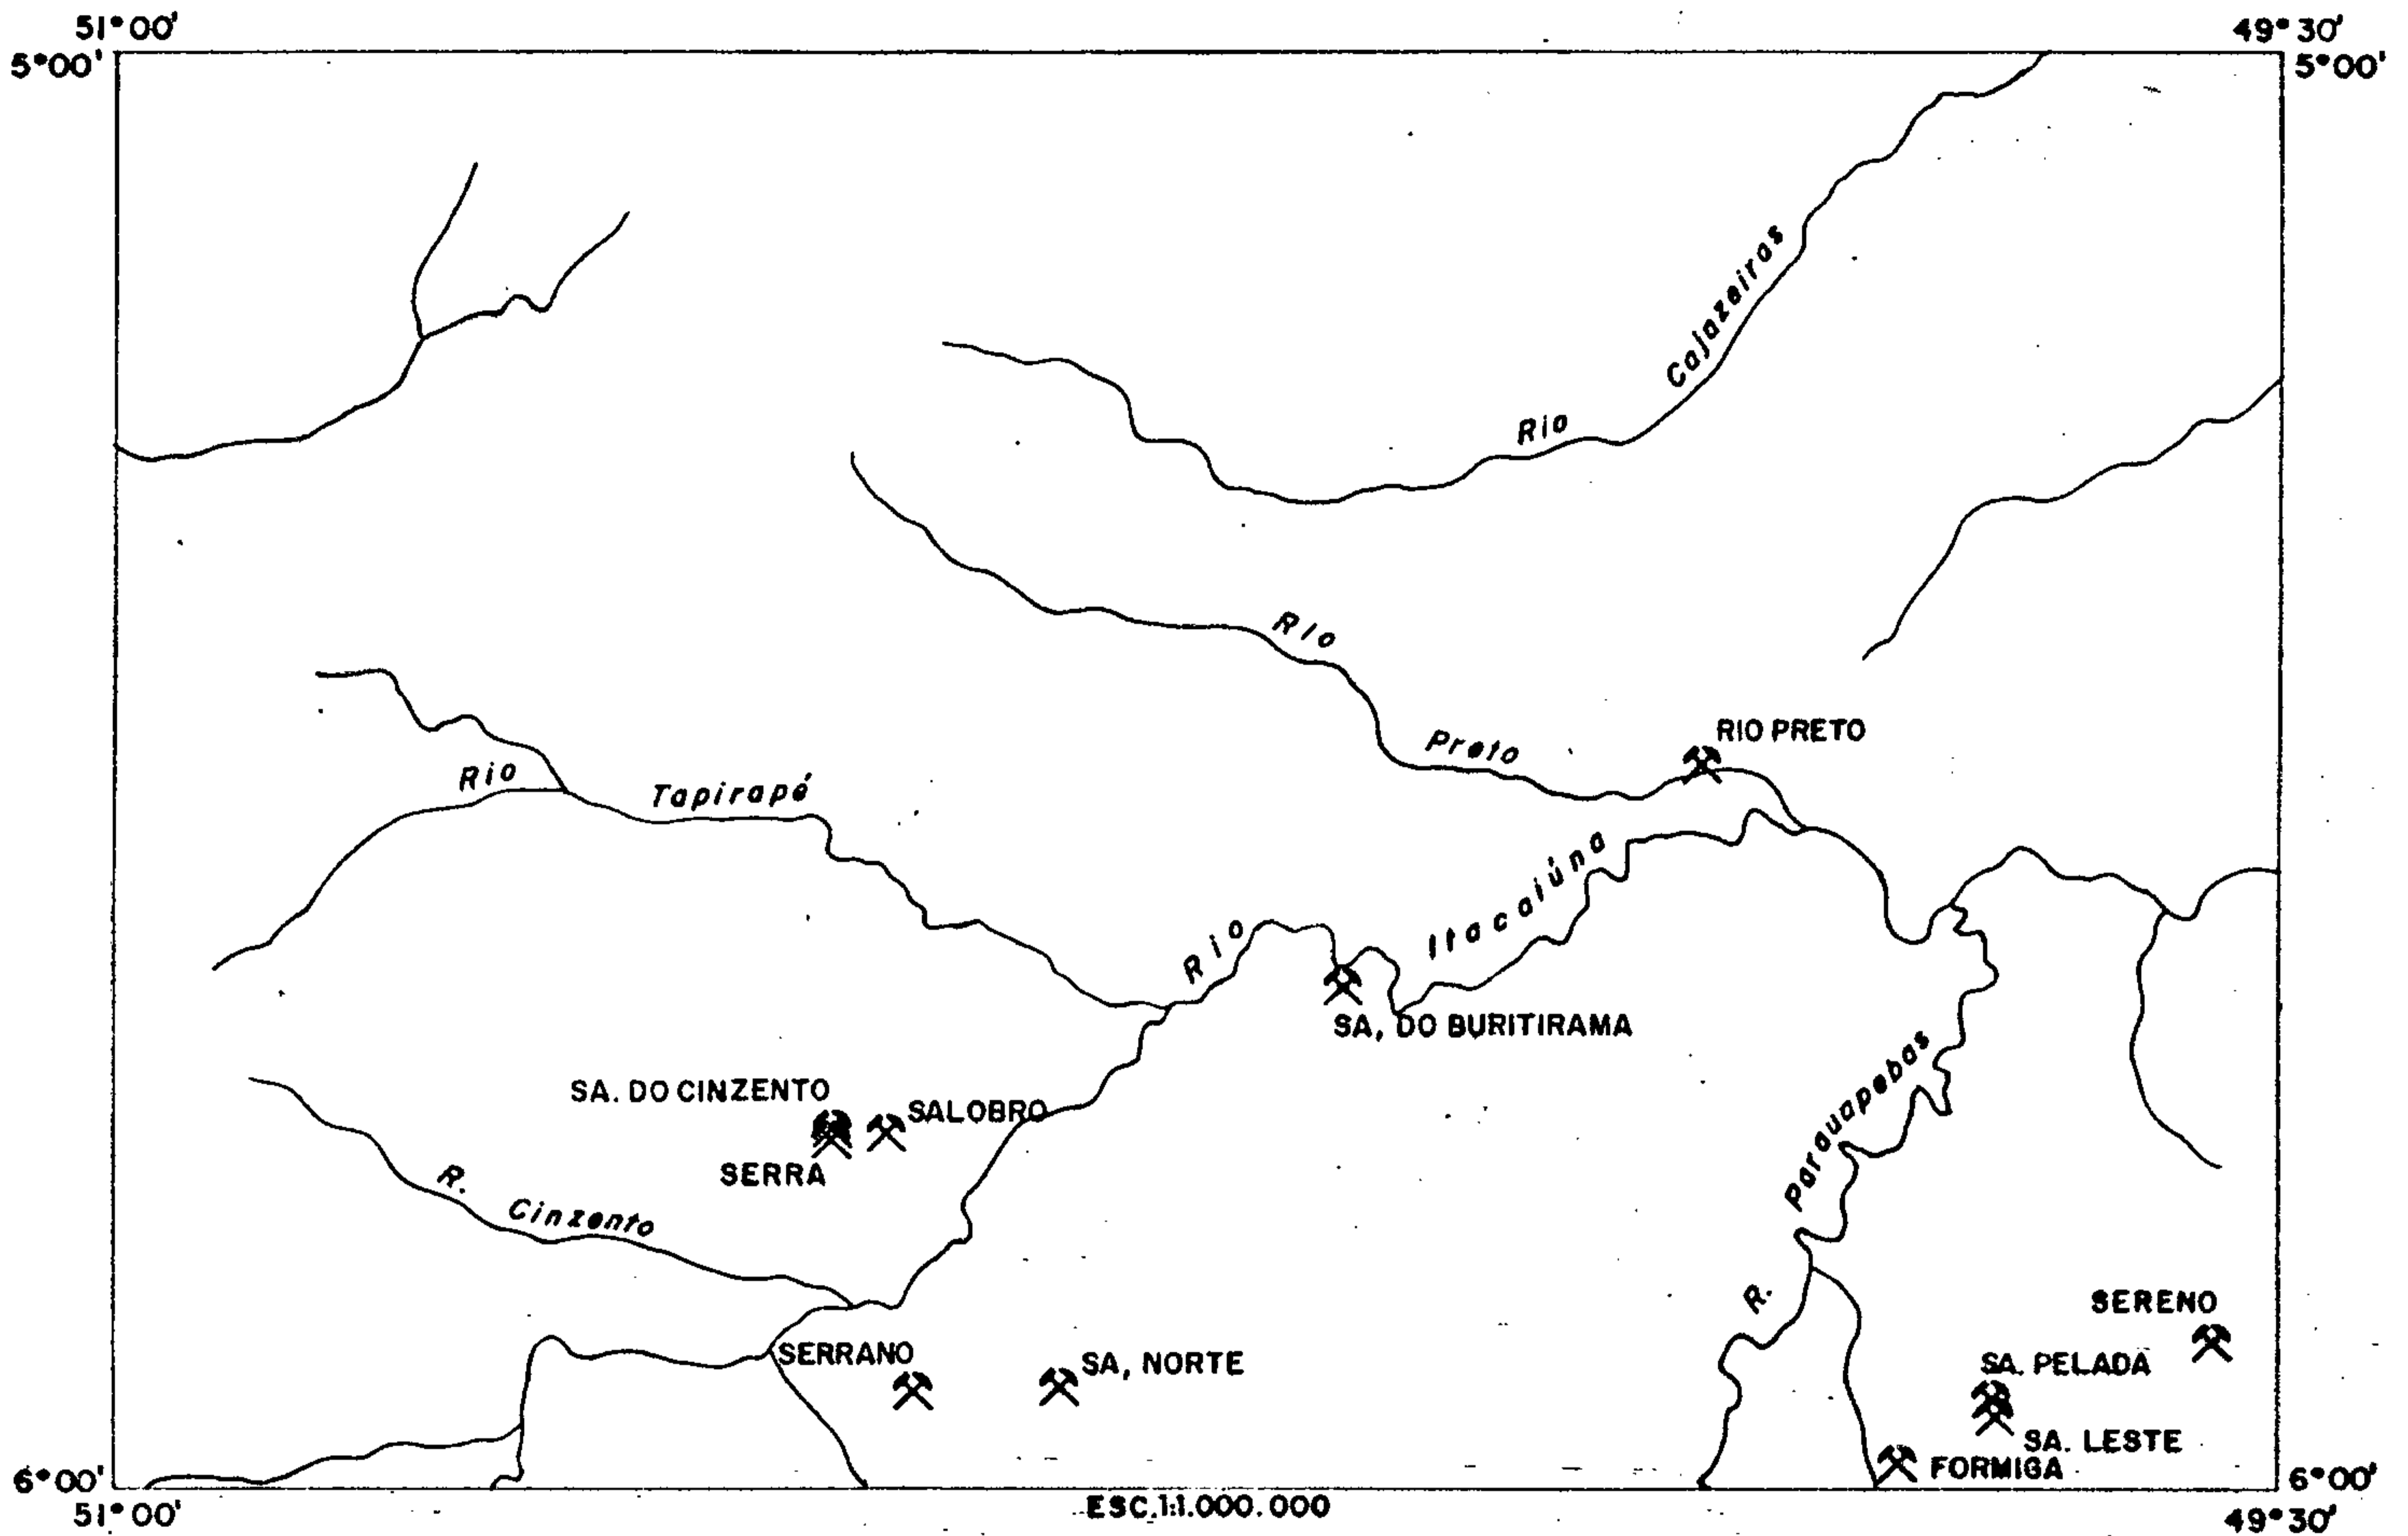 51°00'
49°30'
5°00'
5°00'
Cajazeiras
Rio
Rio
Preto
RIO PRETO
Rio
Tapirapé
Itacaiúna
Rio
SA, DO BURITIRAMA
Parauapebas
SA. DO CINZENTO
SALOBRO
SERRA
R.
Cinzento
R.
SERENO
SERRANO
SA, NORTE
SA. PELADA
SA. LESTE
FORMIGA
6°00'
6°00'
51°00'
ESC.1:1.000.000
49°30'